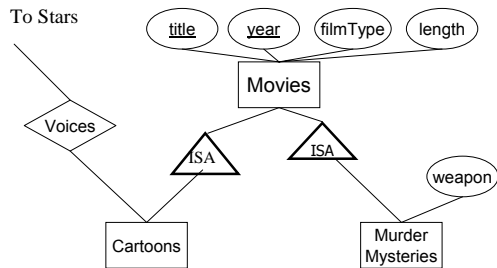 To Stars
title
year
filmType
length
Movies
Voices
ISA
ISA
weapon
Cartoons
Murder
Mysteries